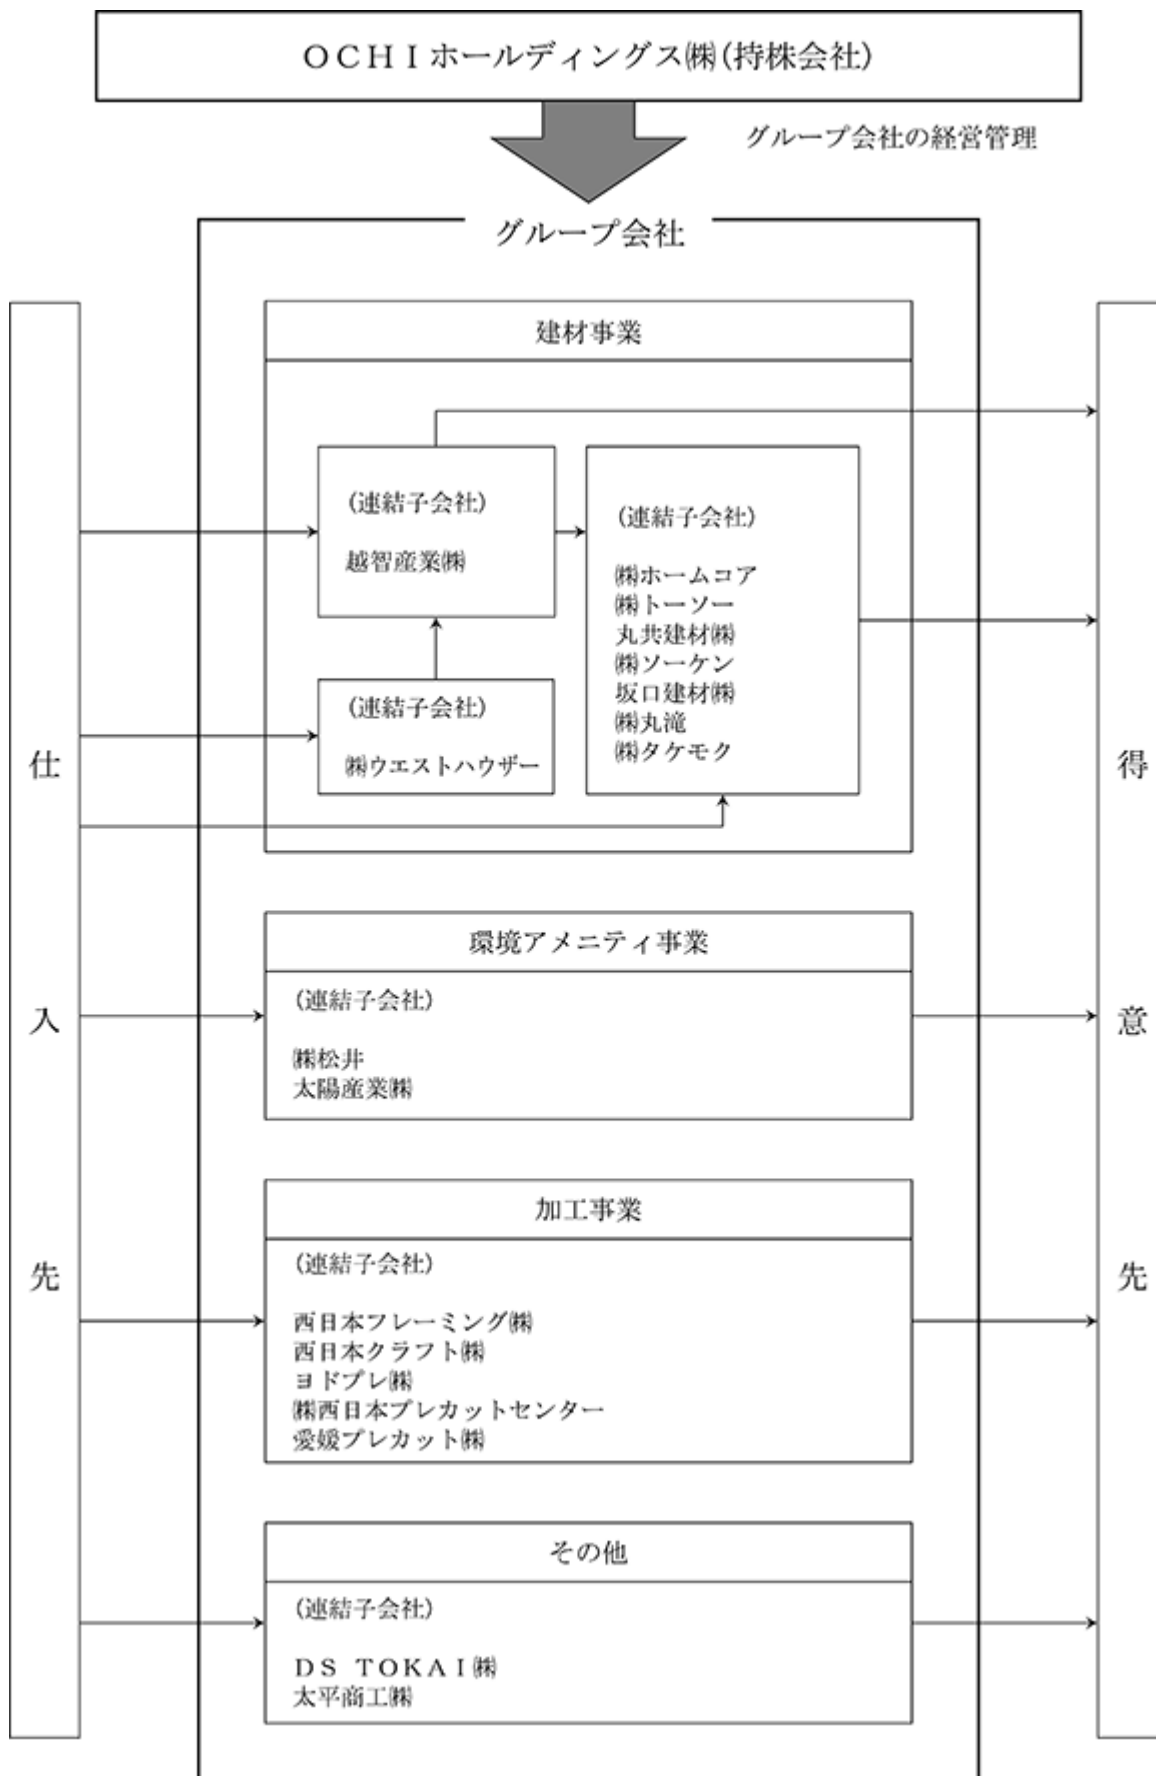 ＯＣＨＩホールディングス㈱(持株会社)
グループ会社の経営管理
グループ会社
仕入先
建材事業
(連結子会社)
越智産業㈱
(連結子会社)
㈱ウエストハウザー
(連結子会社)
㈱ホームコア
㈱トーソー
丸共建材㈱
㈱ソーケン
坂口建材㈱
㈱丸滝
㈱タケモク
環境アメニティ事業
(連結子会社)
㈱松井
太陽産業㈱
加工事業
(連結子会社)
西日本フレーミング㈱
西日本クラフト㈱
ヨドプレ㈱
㈱西日本プレカットセンター
愛媛プレカット㈱
その他
(連結子会社)
ＤＳ ＴＯＫＡＩ㈱
太平商工㈱
得意先